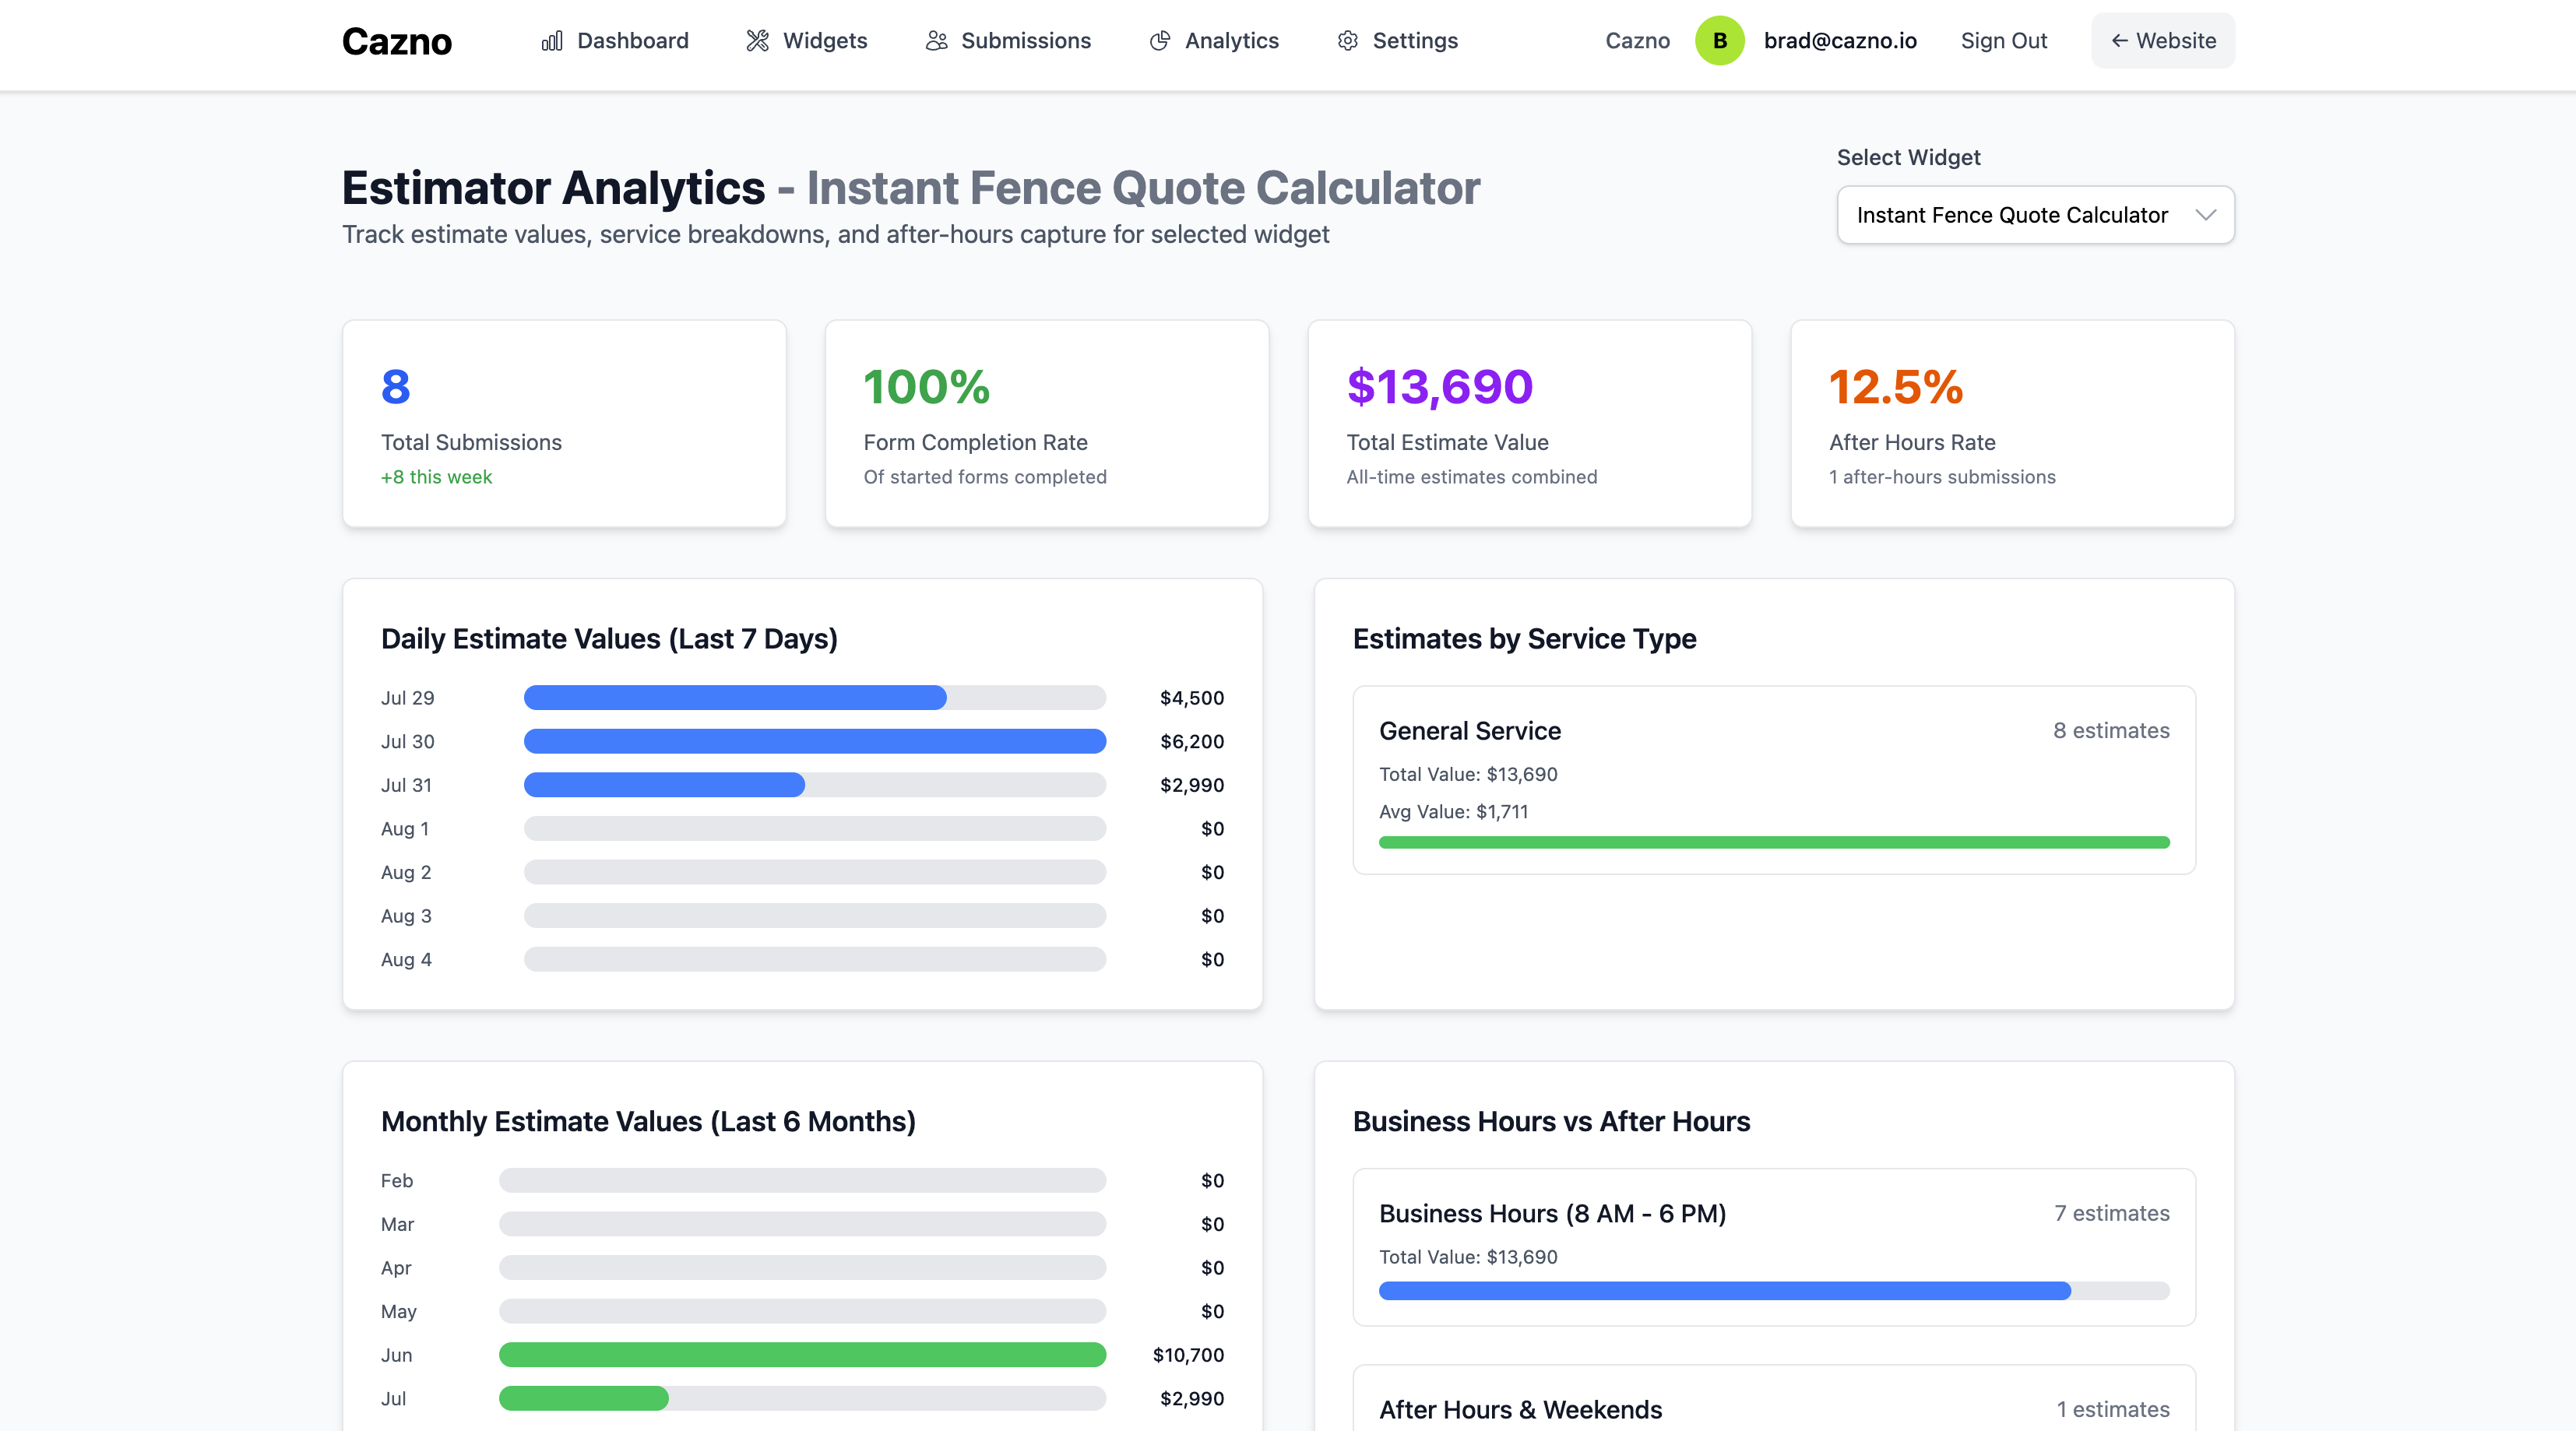 Cazno
Dashboard
Widgets
Submissions
Analytics
Settings
Cazno
B
brad@cazno.io
Sign Out
← Website
Estimator Analytics - Instant Fence Quote Calculator
Track estimate values, service breakdowns, and after-hours capture for selected widget
Select Widget
Instant Fence Quote Calculator
8
Total Submissions
+8 this week
100%
Form Completion Rate
Of started forms completed
$13,690
Total Estimate Value
All-time estimates combined
12.5%
After Hours Rate
1 after-hours submissions
Daily Estimate Values (Last 7 Days)
Jul 29 $4,500
Jul 30 $6,200
Jul 31 $2,990
Aug 1 $0
Aug 2 $0
Aug 3 $0
Aug 4 $0
Estimates by Service Type
General Service 8 estimates
Total Value: $13,690
Avg Value: $1,711
Monthly Estimate Values (Last 6 Months)
Feb $0
Mar $0
Apr $0
May $0
Jun $10,700
Jul $2,990
Business Hours vs After Hours
Business Hours (8 AM - 6 PM) 7 estimates
Total Value: $13,690
After Hours & Weekends 1 estimates